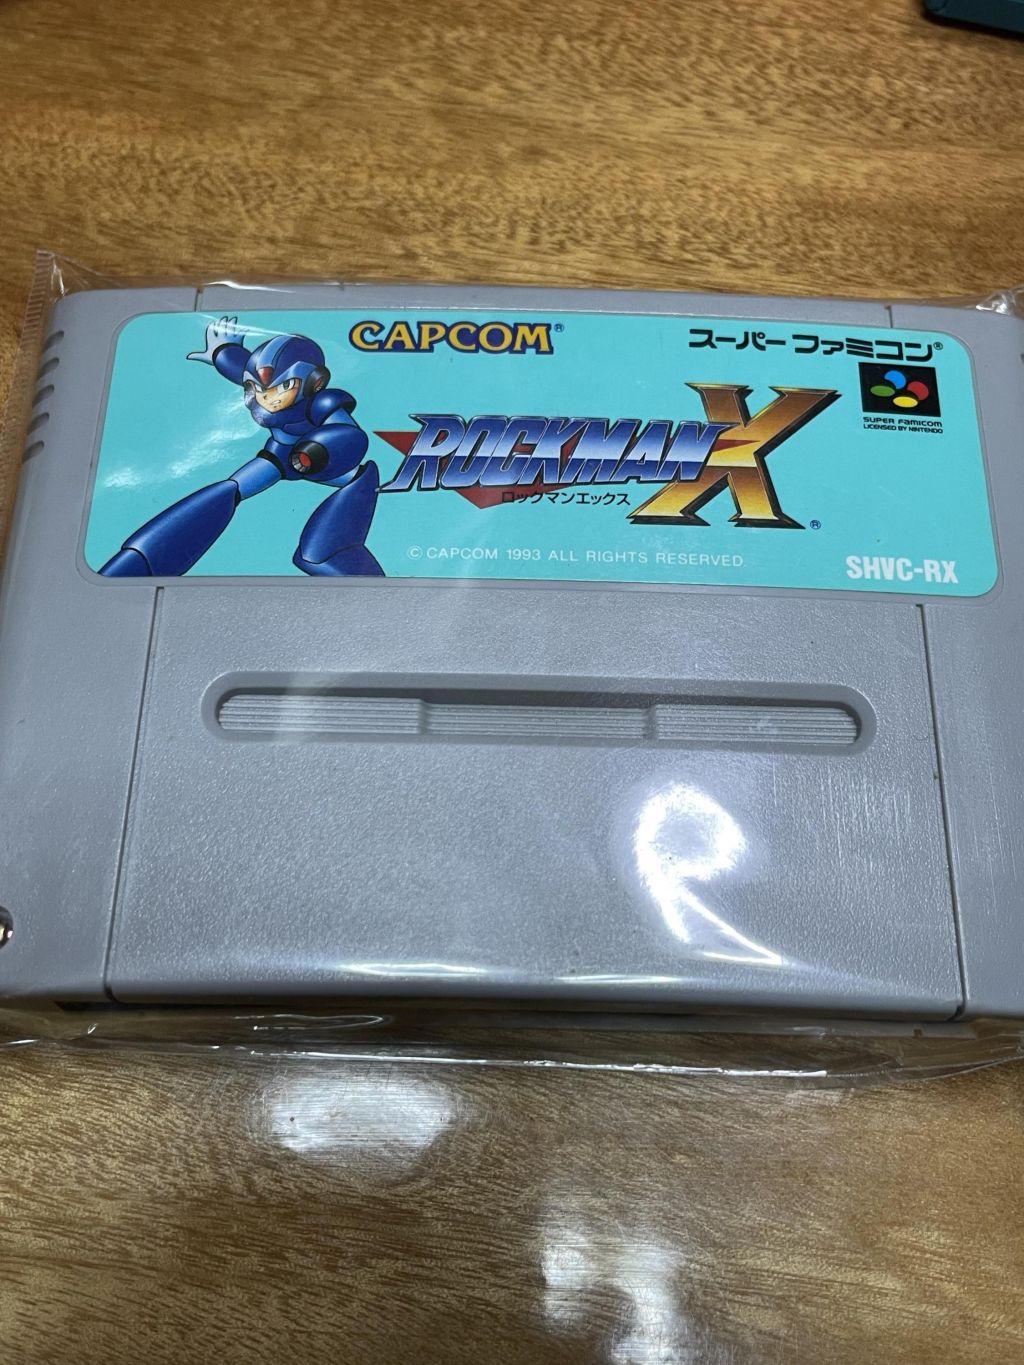 CAPCOM®
スーパーファミコン®
SUPER FAMICOM
LICENSED BY NINTENDO
ROCKMAN X®
ロックマンエックス
© CAPCOM 1993 ALL RIGHTS RESERVED.
SHVC-RX